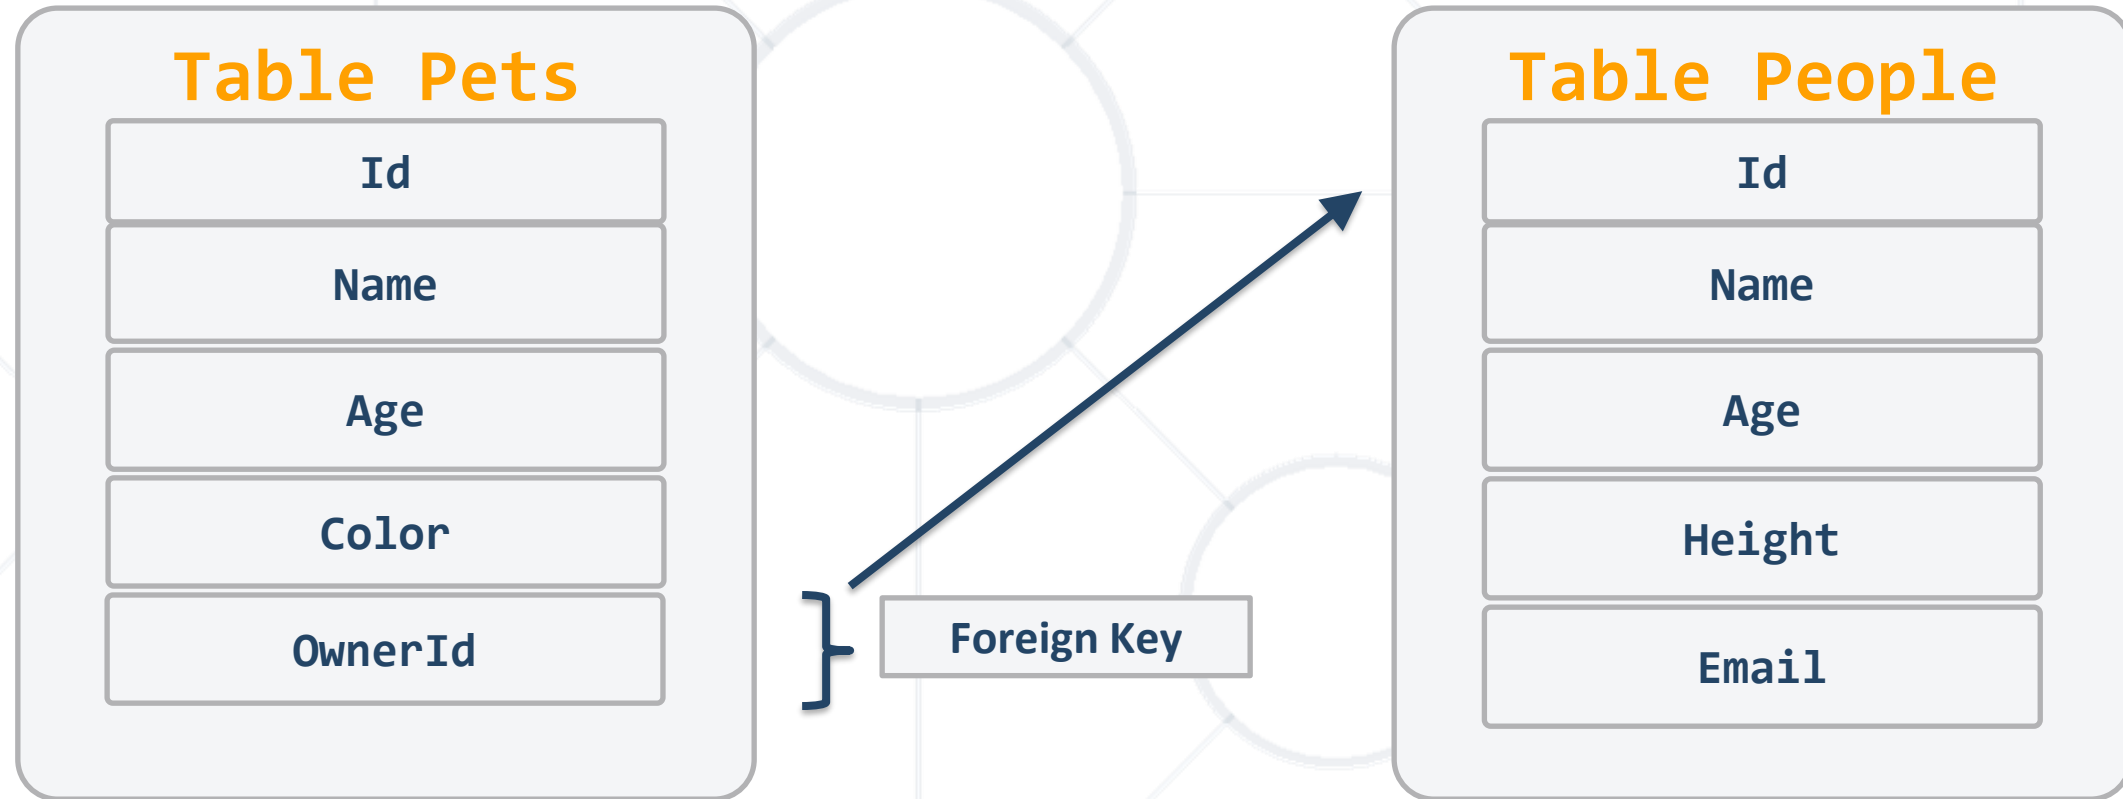 Table Pets
Id
Name
Age
Color
OwnerId
Foreign Key
Table People
Id
Name
Age
Height
Email